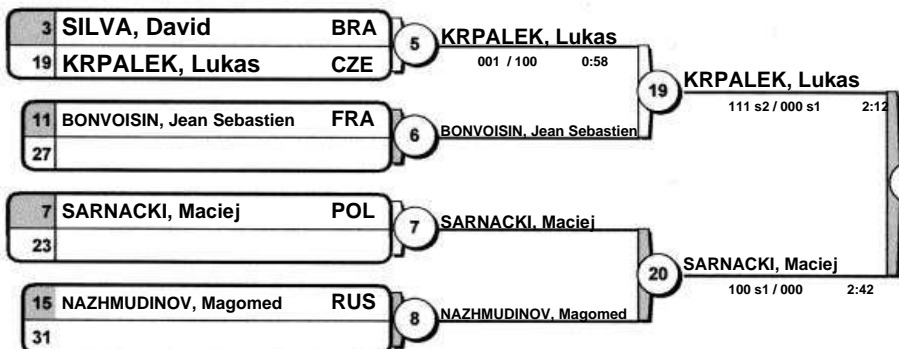 3 SILVA, David BRA
19 KRPALEK, Lukas CZE
5
KRPALEK, Lukas
001 / 100 0:58
11 BONVOISIN, Jean Sebastien FRA
27
6
BONVOISIN, Jean Sebastien
19
KRPALEK, Lukas
111 s2 / 000 s1 2:12
7 SARNACKI, Maciej POL
23
7
SARNACKI, Maciej
15 NAZHMUDINOV, Magomed RUS
31
8
NAZHMUDINOV, Magomed
20
SARNACKI, Maciej
100 s1 / 000 2:42